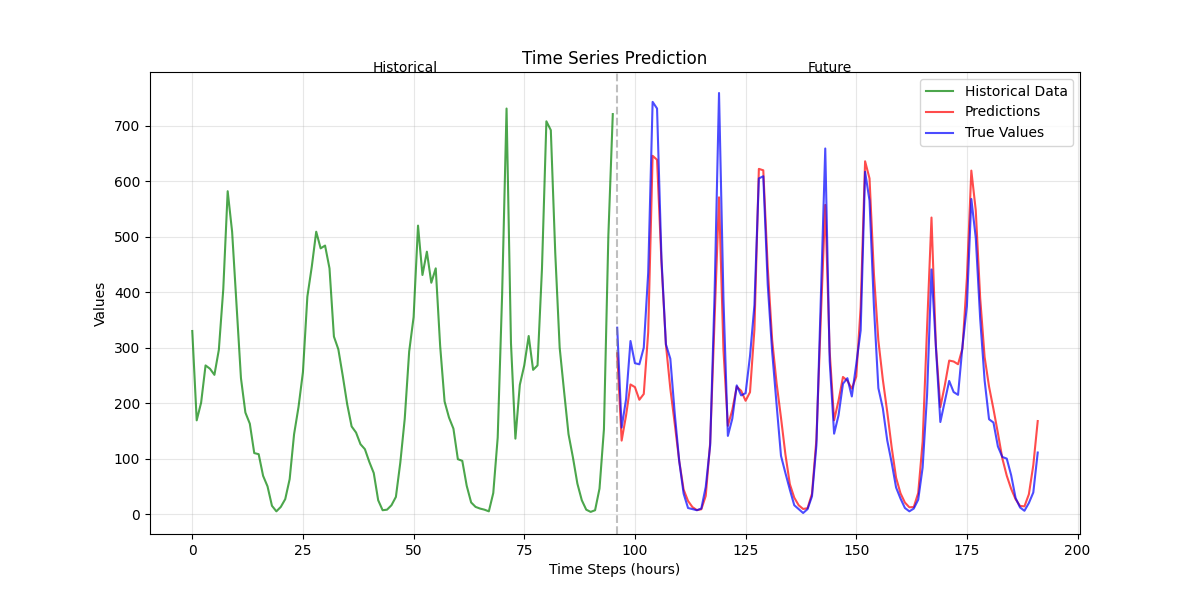 Time Series Prediction
Historical
Future
Historical Data
Predictions
True Values
Values
700
600
500
400
300
200
100
0
0 25 50 75 100 125 150 175 200
Time Steps (hours)